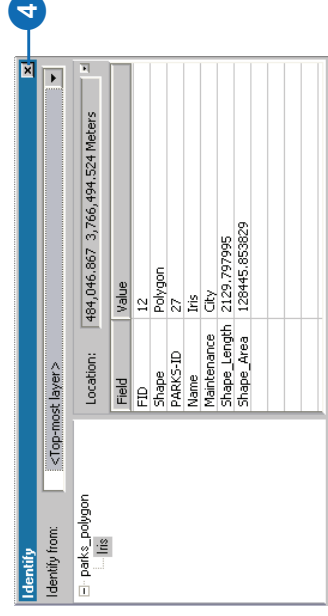 4
Identify
Identify from: <Top-most layer>
parks_polygon
Iris
Location: 484,046.867 3,766,494.524 Meters
Field Value
FID 12
Shape Polygon
PARKS-ID 27
Name Iris
Maintenance City
Shape_Length 2129.797995
Shape_Area 128445.853829